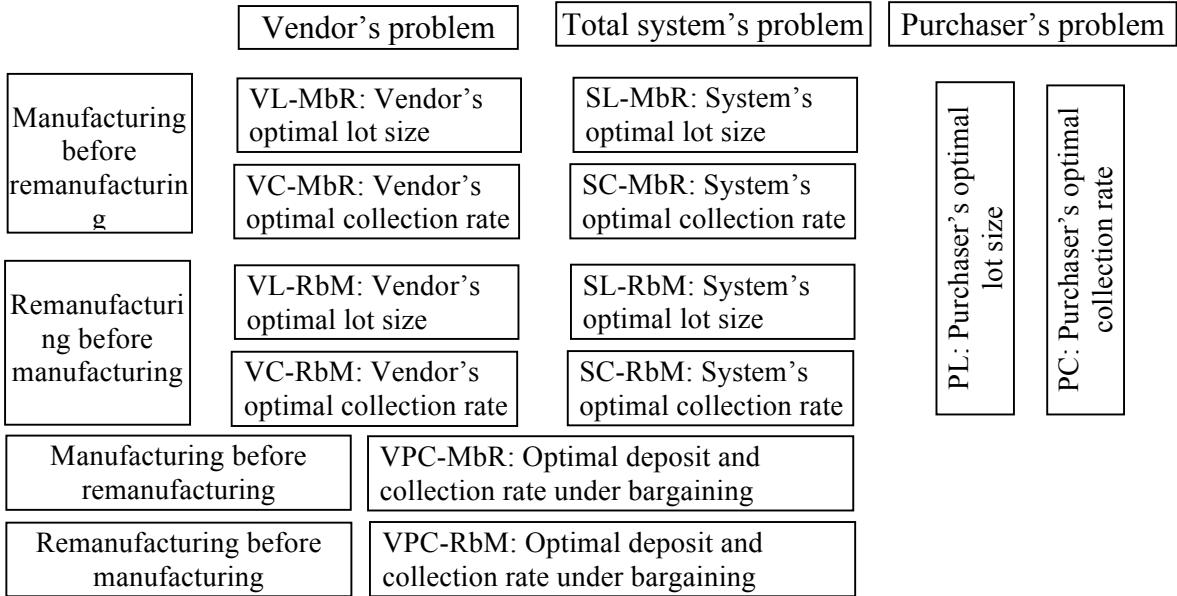 Vendor’s problem
Total system’s problem
Purchaser’s problem
Manufacturing
before
remanufacturin
g
VL-MbR: Vendor’s
optimal lot size
SL-MbR: System’s
optimal lot size
VC-MbR: Vendor’s
optimal collection rate
SC-MbR: System’s
optimal collection rate
PL: Purchaser’s optimal
lot size
PC: Purchaser’s optimal
collection rate
Remanufacturi
ng before
manufacturing
VL-RbM: Vendor’s
optimal lot size
SL-RbM: System’s
optimal lot size
VC-RbM: Vendor’s
optimal collection rate
SC-RbM: System’s
optimal collection rate
Manufacturing before
remanufacturing
VPC-MbR: Optimal deposit and
collection rate under bargaining
Remanufacturing before
manufacturing
VPC-RbM: Optimal deposit and
collection rate under bargaining